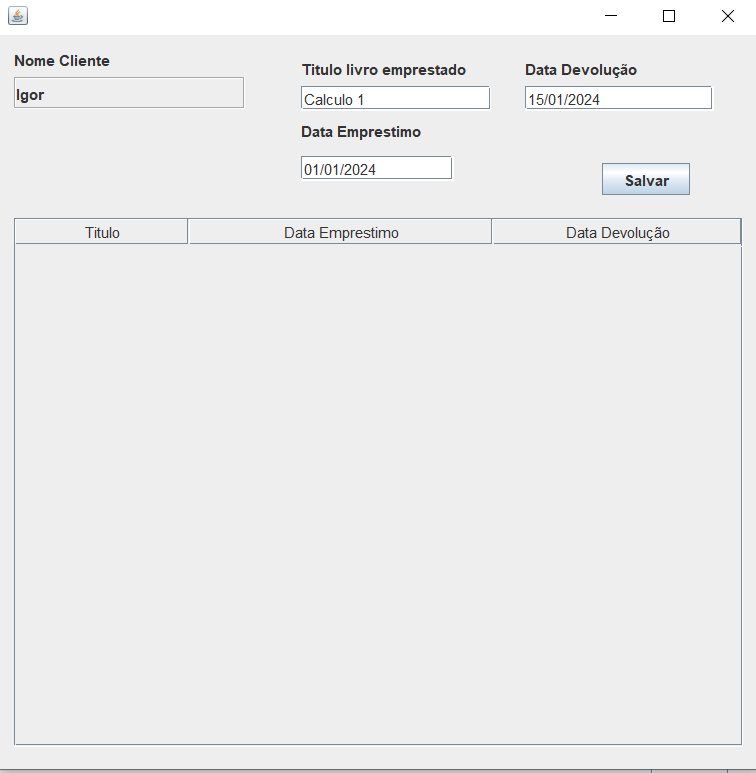 Nome Cliente
Igor
Titulo livro emprestado
Calculo 1
Data Devolução
15/01/2024
Data Emprestimo
01/01/2024
Salvar
Titulo Data Emprestimo Data Devolução